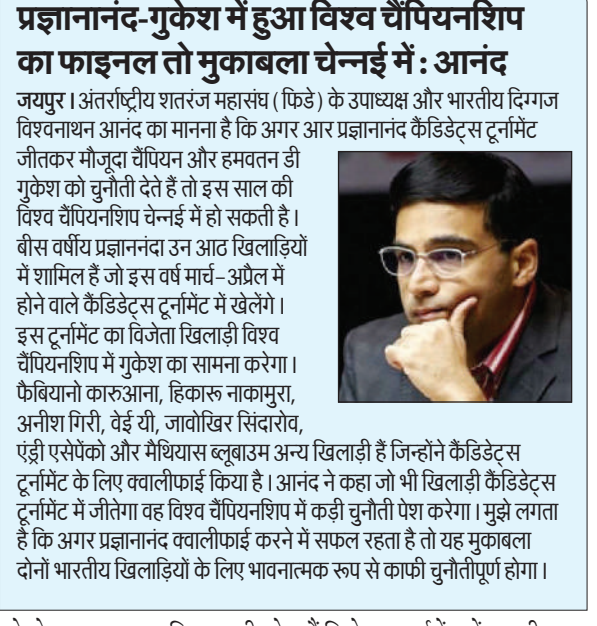 प्रज्ञानानंद-गुकेश में हुआ विश्व चैंपियनशिप
का फाइनल तो मुकाबला चेन्नई में : आनंद
जयपुर। अंतर्राष्ट्रीय शतरंज महासंघ (फिडे) के उपाध्यक्ष और भारतीय दिग्गज
विश्वनाथन आनंद का मानना है कि अगर आर प्रज्ञानानंद कैंडिडेट्स टूर्नामेंट
जीतकर मौजूदा चैंपियन और हमवतन डी
गुकेश को चुनौती देते हैं तो इस साल की
विश्व चैंपियनशिप चेन्नई में हो सकती है।
बीस वर्षीय प्रज्ञाननंदा उन आठ खिलाड़ियों
में शामिल हैं जो इस वर्ष मार्च-अप्रैल में
होने वाले कैंडिडेट्स टूर्नामेंट में खेलेंगे।
इस टूर्नामेंट का विजेता खिलाड़ी विश्व
चैंपियनशिप में गुकेश का सामना करेगा।
फैबियानो कारुआना, हिकारू नाकामुरा,
अनीश गिरी, वेई यी, जावोखिर सिंदारोव,
एंड्री एसेपेंको और मैथियास ब्लूबाउम अन्य खिलाड़ी हैं जिन्होंने कैंडिडेट्स
टूर्नामेंट के लिए क्वालीफाई किया है। आनंद ने कहा जो भी खिलाड़ी कैंडिडेट्स
टूर्नामेंट में जीतेगा वह विश्व चैंपियनशिप में कड़ी चुनौती पेश करेगा। मुझे लगता
है कि अगर प्रज्ञानानंद क्वालीफाई करने में सफल रहता है तो यह मुकाबला
दोनों भारतीय खिलाड़ियों के लिए भावनात्मक रूप से काफी चुनौतीपूर्ण होगा।